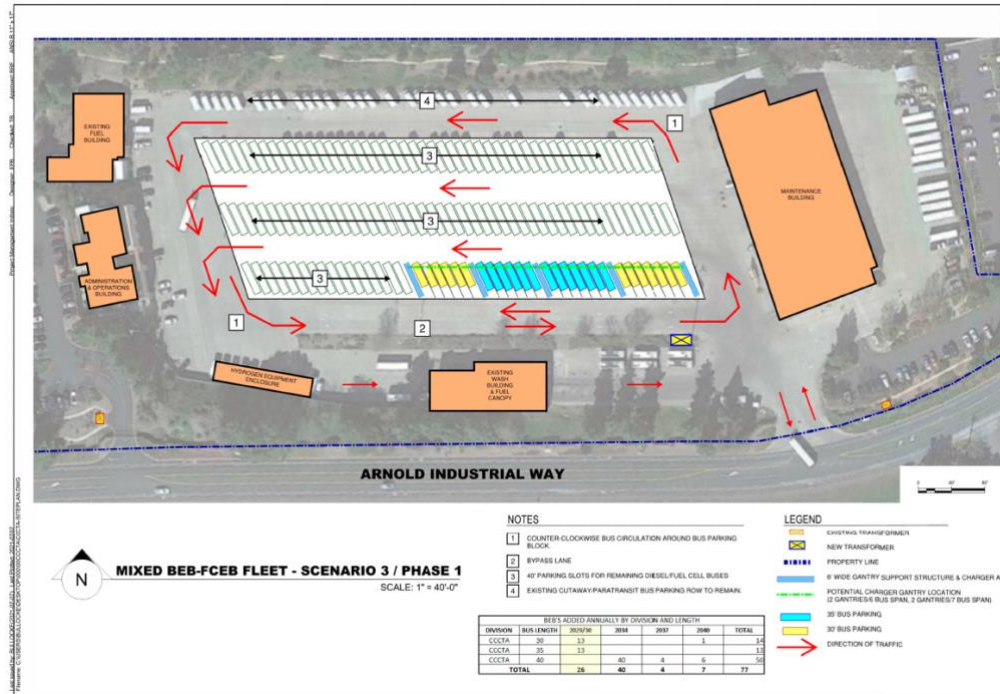 EXISTING
FUEL
BUILDING
4
1
3
3
3
MAINTENANCE
BUILDING
ADMINISTRATION
& OPERATIONS
BUILDING
1
2
HYDROGEN EQUIPMENT
ENCLOSURE
EXISTING
WASH
BUILDING
& FUEL
CANOPY
ARNOLD INDUSTRIAL WAY
N
MIXED BEB-FCEB FLEET - SCENARIO 3 / PHASE 1
SCALE: 1" = 40'-0"
NOTES
1 COUNTER-CLOCKWISE BUS CIRCULATION AROUND BUS PARKING
BLOCK.
2 BYPASS LANE
3 40' PARKING SLOTS FOR REMAINING DIESEL/FUEL CELL BUSES
4 EXISTING CUTAWAY/PARATRANSIT BUS PARKING ROW TO REMAIN.
LEGEND
EXISTING TRANSFORMER
NEW TRANSFORMER
PROPERTY LINE
6' WIDE GANTRY SUPPORT STRUCTURE & CHARGER A
POTENTIAL CHARGER GANTRY LOCATION
(2 GANTRIES/6 BUS SPAN, 2 GANTRIES/7 BUS SPAN)
35' BUS PARKING
30' BUS PARKING
DIRECTION OF TRAFFIC
BEB'S ADDED ANNUALLY BY DIVISION AND LENGTH
DIVISION BUS LENGTH 2029/30 2034 2037 2040 TOTAL
CCCTA 30 13 1 14
CCCTA 35 13 13
CCCTA 40 40 4 6 50
TOTAL 26 40 4 7 77